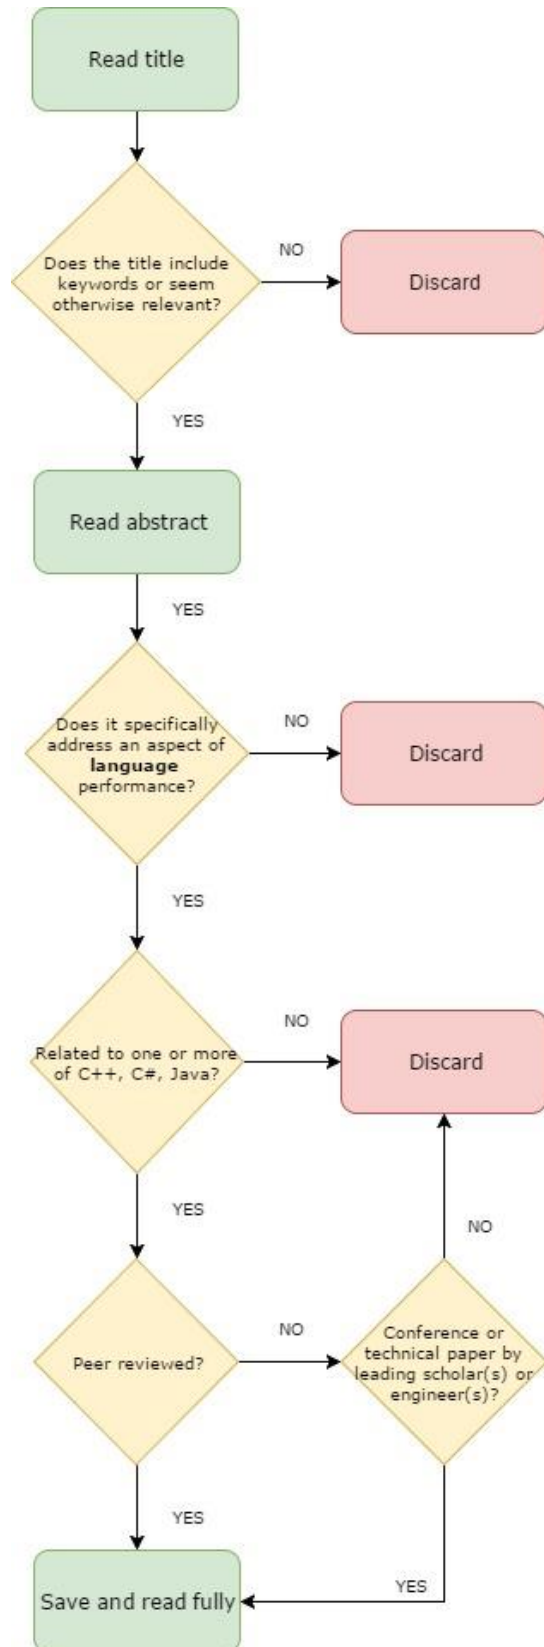 Read title
Does the title include
keywords or seem
otherwise relevant?
NO
Discard
YES
Read abstract
YES
Does it specifically
address an aspect of
language
performance?
NO
Discard
YES
Related to one or more
of C++, C#, Java?
NO
Discard
YES
NO
Peer reviewed?
NO
Conference or
technical paper by
leading scholar(s) or
engineer(s)?
YES
YES
Save and read fully